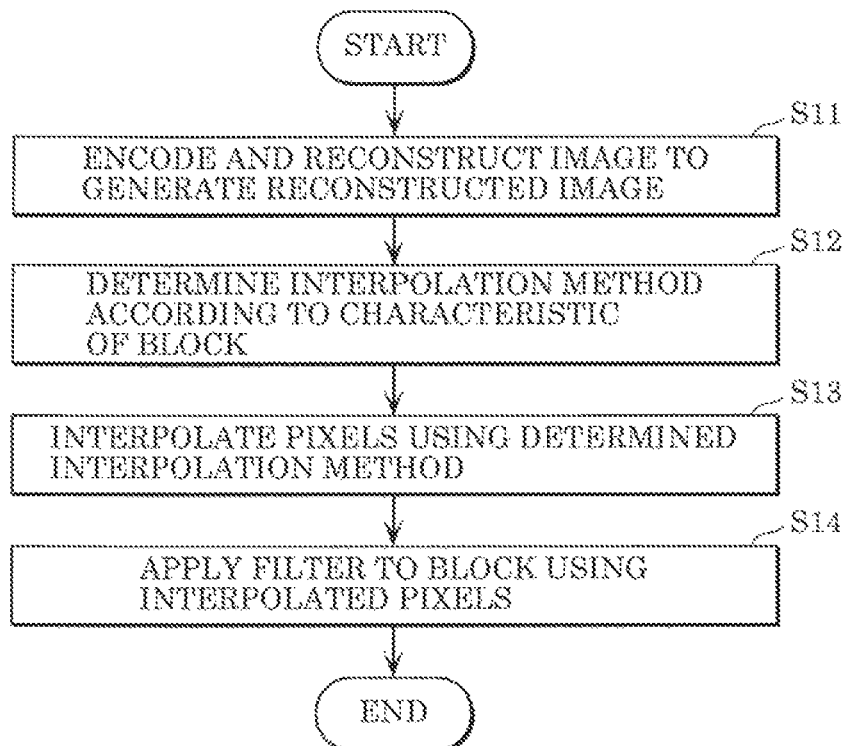 START
S11
ENCODE AND RECONSTRUCT IMAGE TO
GENERATE RECONSTRUCTED IMAGE
S12
DETERMINE INTERPOLATION METHOD
ACCORDING TO CHARACTERISTIC
OF BLOCK
S13
INTERPOLATE PIXELS USING DETERMINED
INTERPOLATION METHOD
S14
APPLY FILTER TO BLOCK USING
INTERPOLATED PIXELS
END